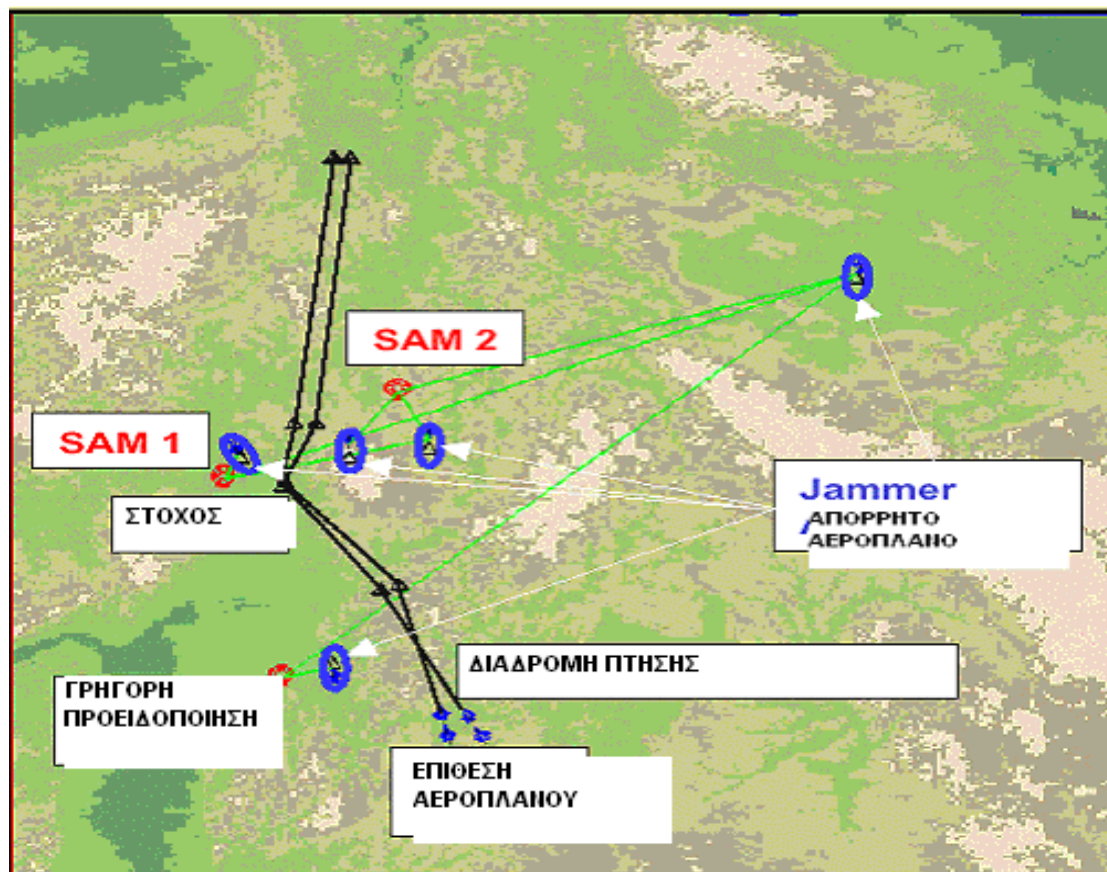 SAM 2
SAM 1
ΣΤΟΧΟΣ
Jammer
ΑΠΟΡΡΗΤΟ
ΑΕΡΟΠΛΑΝΟ
ΔΙΑΔΡΟΜΗ ΠΤΗΣΗΣ
ΓΡΗΓΟΡΗ
ΠΡΟΕΙΔΟΠΟΙΗΣΗ
ΕΠΙΘΕΣΗ
ΑΕΡΟΠΛΑΝΟΥ